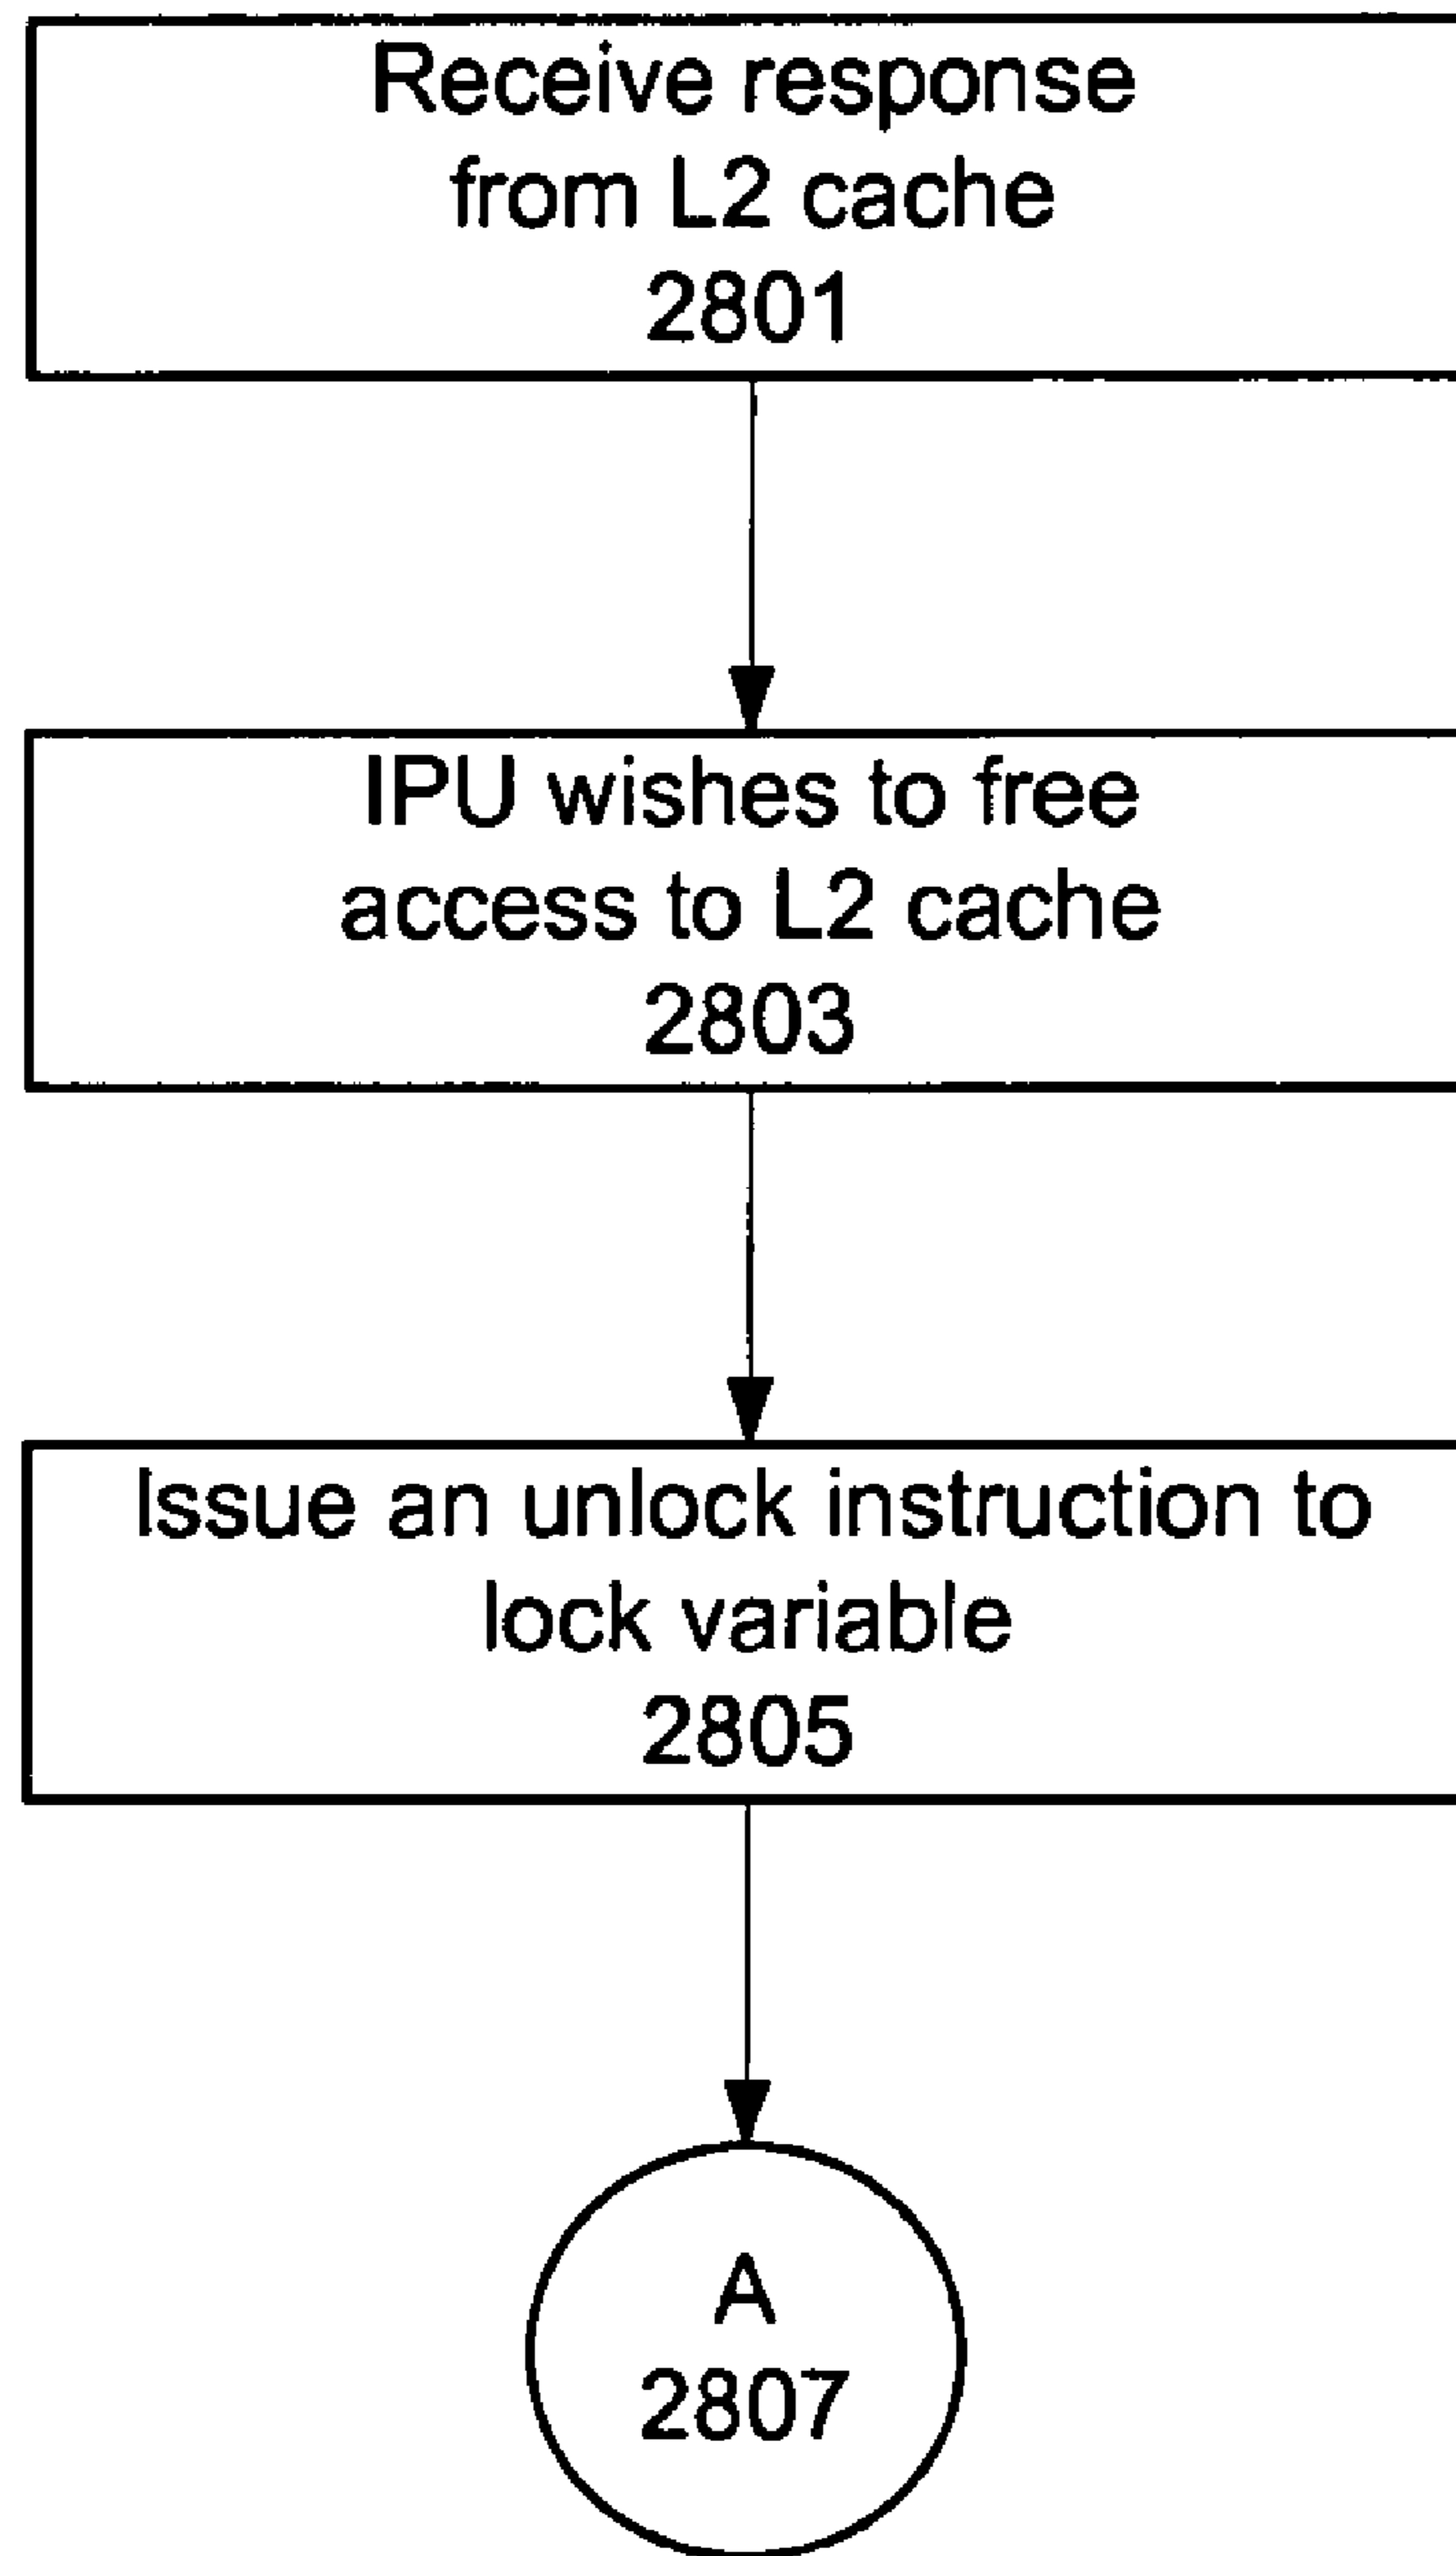 Receive response
from L2 cache
2801
IPU wishes to free
access to L2 cache
2803
Issue an unlock instruction to
lock variable
2805
A
2807